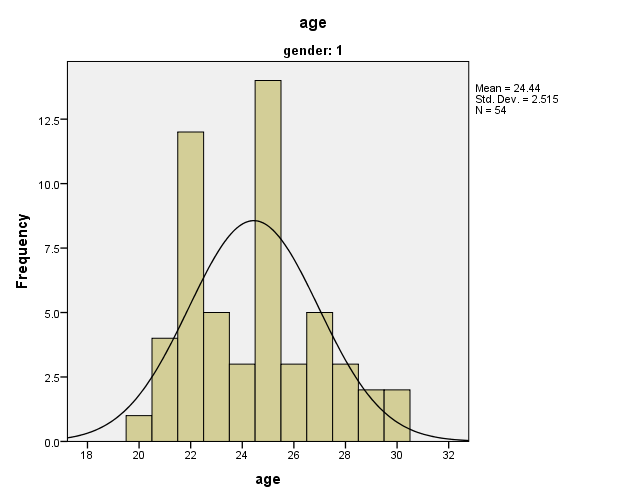 age
gender: 1
Mean = 24.44
Std. Dev. = 2.515
N = 54
Frequency
12.5
10.0
7.5
5.0
2.5
0.0
18 20 22 24 26 28 30 32
age